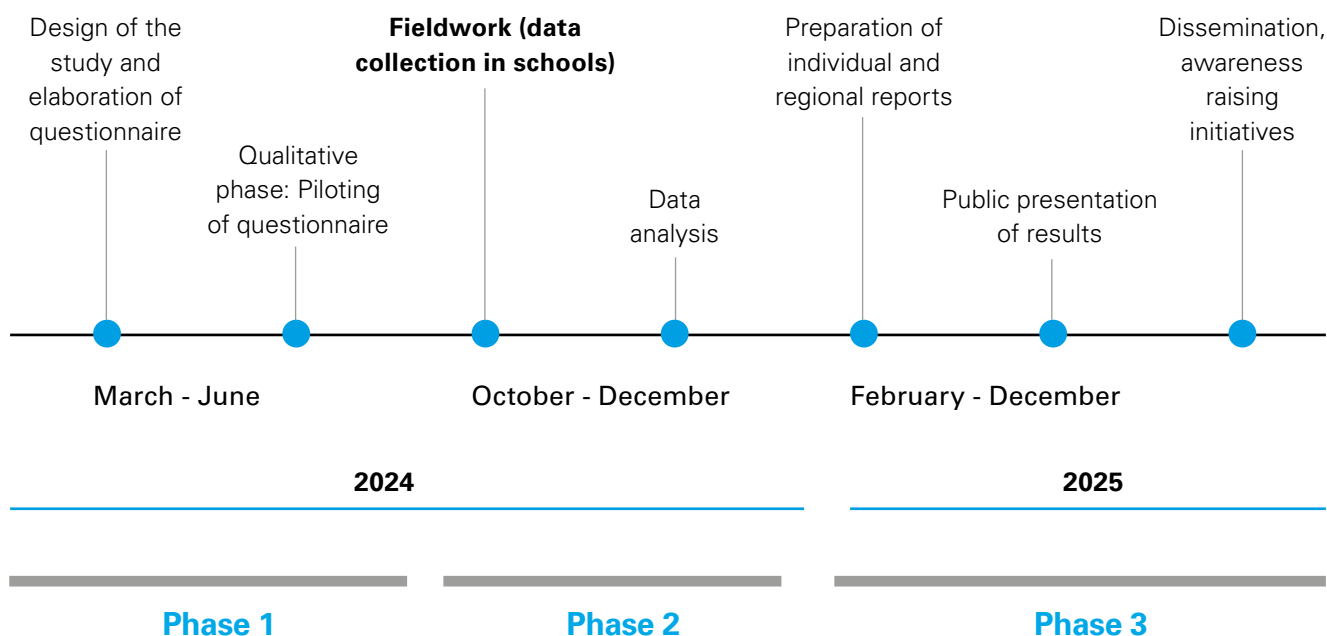 Design of the
study and
elaboration of
questionnaire
Qualitative
phase: Piloting
of questionnaire
Fieldwork (data
collection in schools)
Data
analysis
Preparation of
individual and
regional reports
Public presentation
of results
Dissemination,
awareness
raising
initiatives
March - June
October - December
February - December
2024
2025
Phase 1
Phase 2
Phase 3